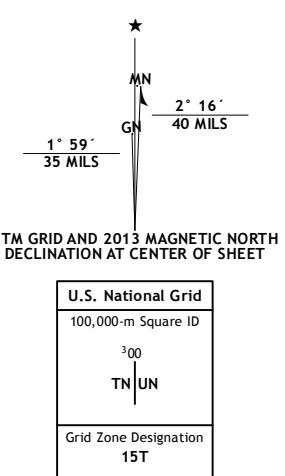 MN
2° 16´
40 MILS
GN
1° 59´
35 MILS
TM GRID AND 2013 MAGNETIC NORTH
DECLINATION AT CENTER OF SHEET
U.S. National Grid
100,000-m Square ID
³00
TN UN
Grid Zone Designation
15T